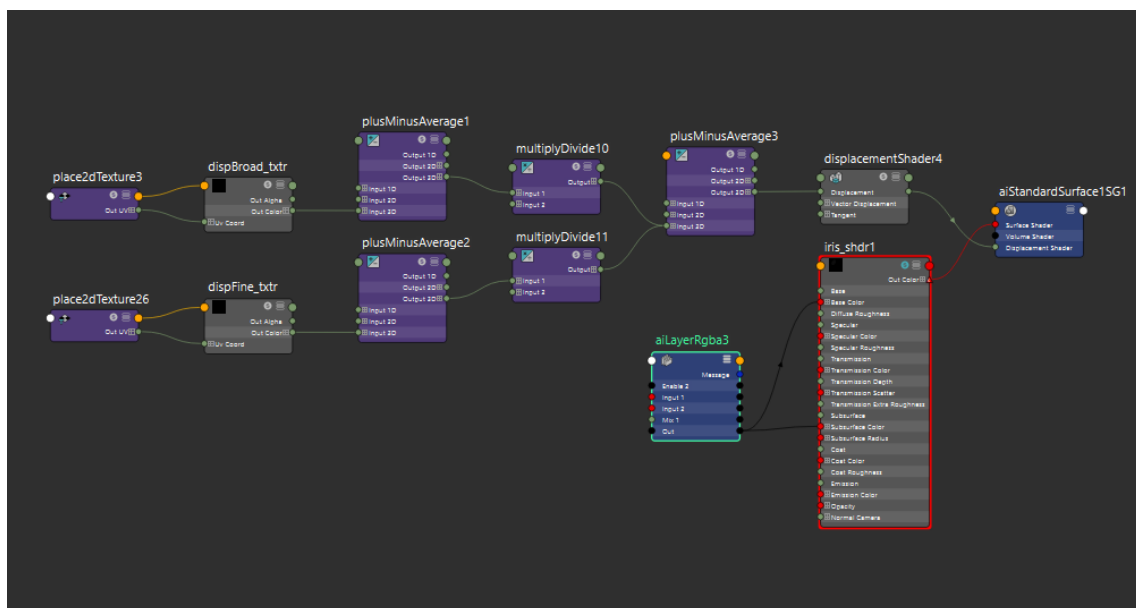 place2dTexture3
Out UV
dispBroad_txtr
Out Alpha
Out Color
Uv Coord
plusMinusAverage1
Output 1D
Output 2D
Output 3D
Input 1D
Input 2D
Input 3D
multiplyDivide10
Output
Input 1
Input 2
plusMinusAverage3
Output 1D
Output 2D
Output 3D
Input 1D
Input 2D
Input 3D
displacementShader4
Displacement
Vector Displacement
Tangent
aiStandardSurface1SG1
Surface Shader
Volume Shader
Displacement Shader
place2dTexture26
Out UV
dispFine_txtr
Out Alpha
Out Color
Uv Coord
plusMinusAverage2
Output 1D
Output 2D
Output 3D
Input 1D
Input 2D
Input 3D
multiplyDivide11
Output
Input 1
Input 2
aiLayerRgba3
Message
Enable 2
Input 1
Input 2
Mix 1
Out
iris_shdr1
Out Color
Base
Base Color
Diffuse Roughness
Specular
Specular Color
Specular Roughness
Transmission
Transmission Color
Transmission Depth
Transmission Scatter
Transmission Extra Roughness
Subsurface
Subsurface Color
Subsurface Radius
Coat
Coat Color
Coat Roughness
Emission
Emission Color
Opacity
Normal Camera